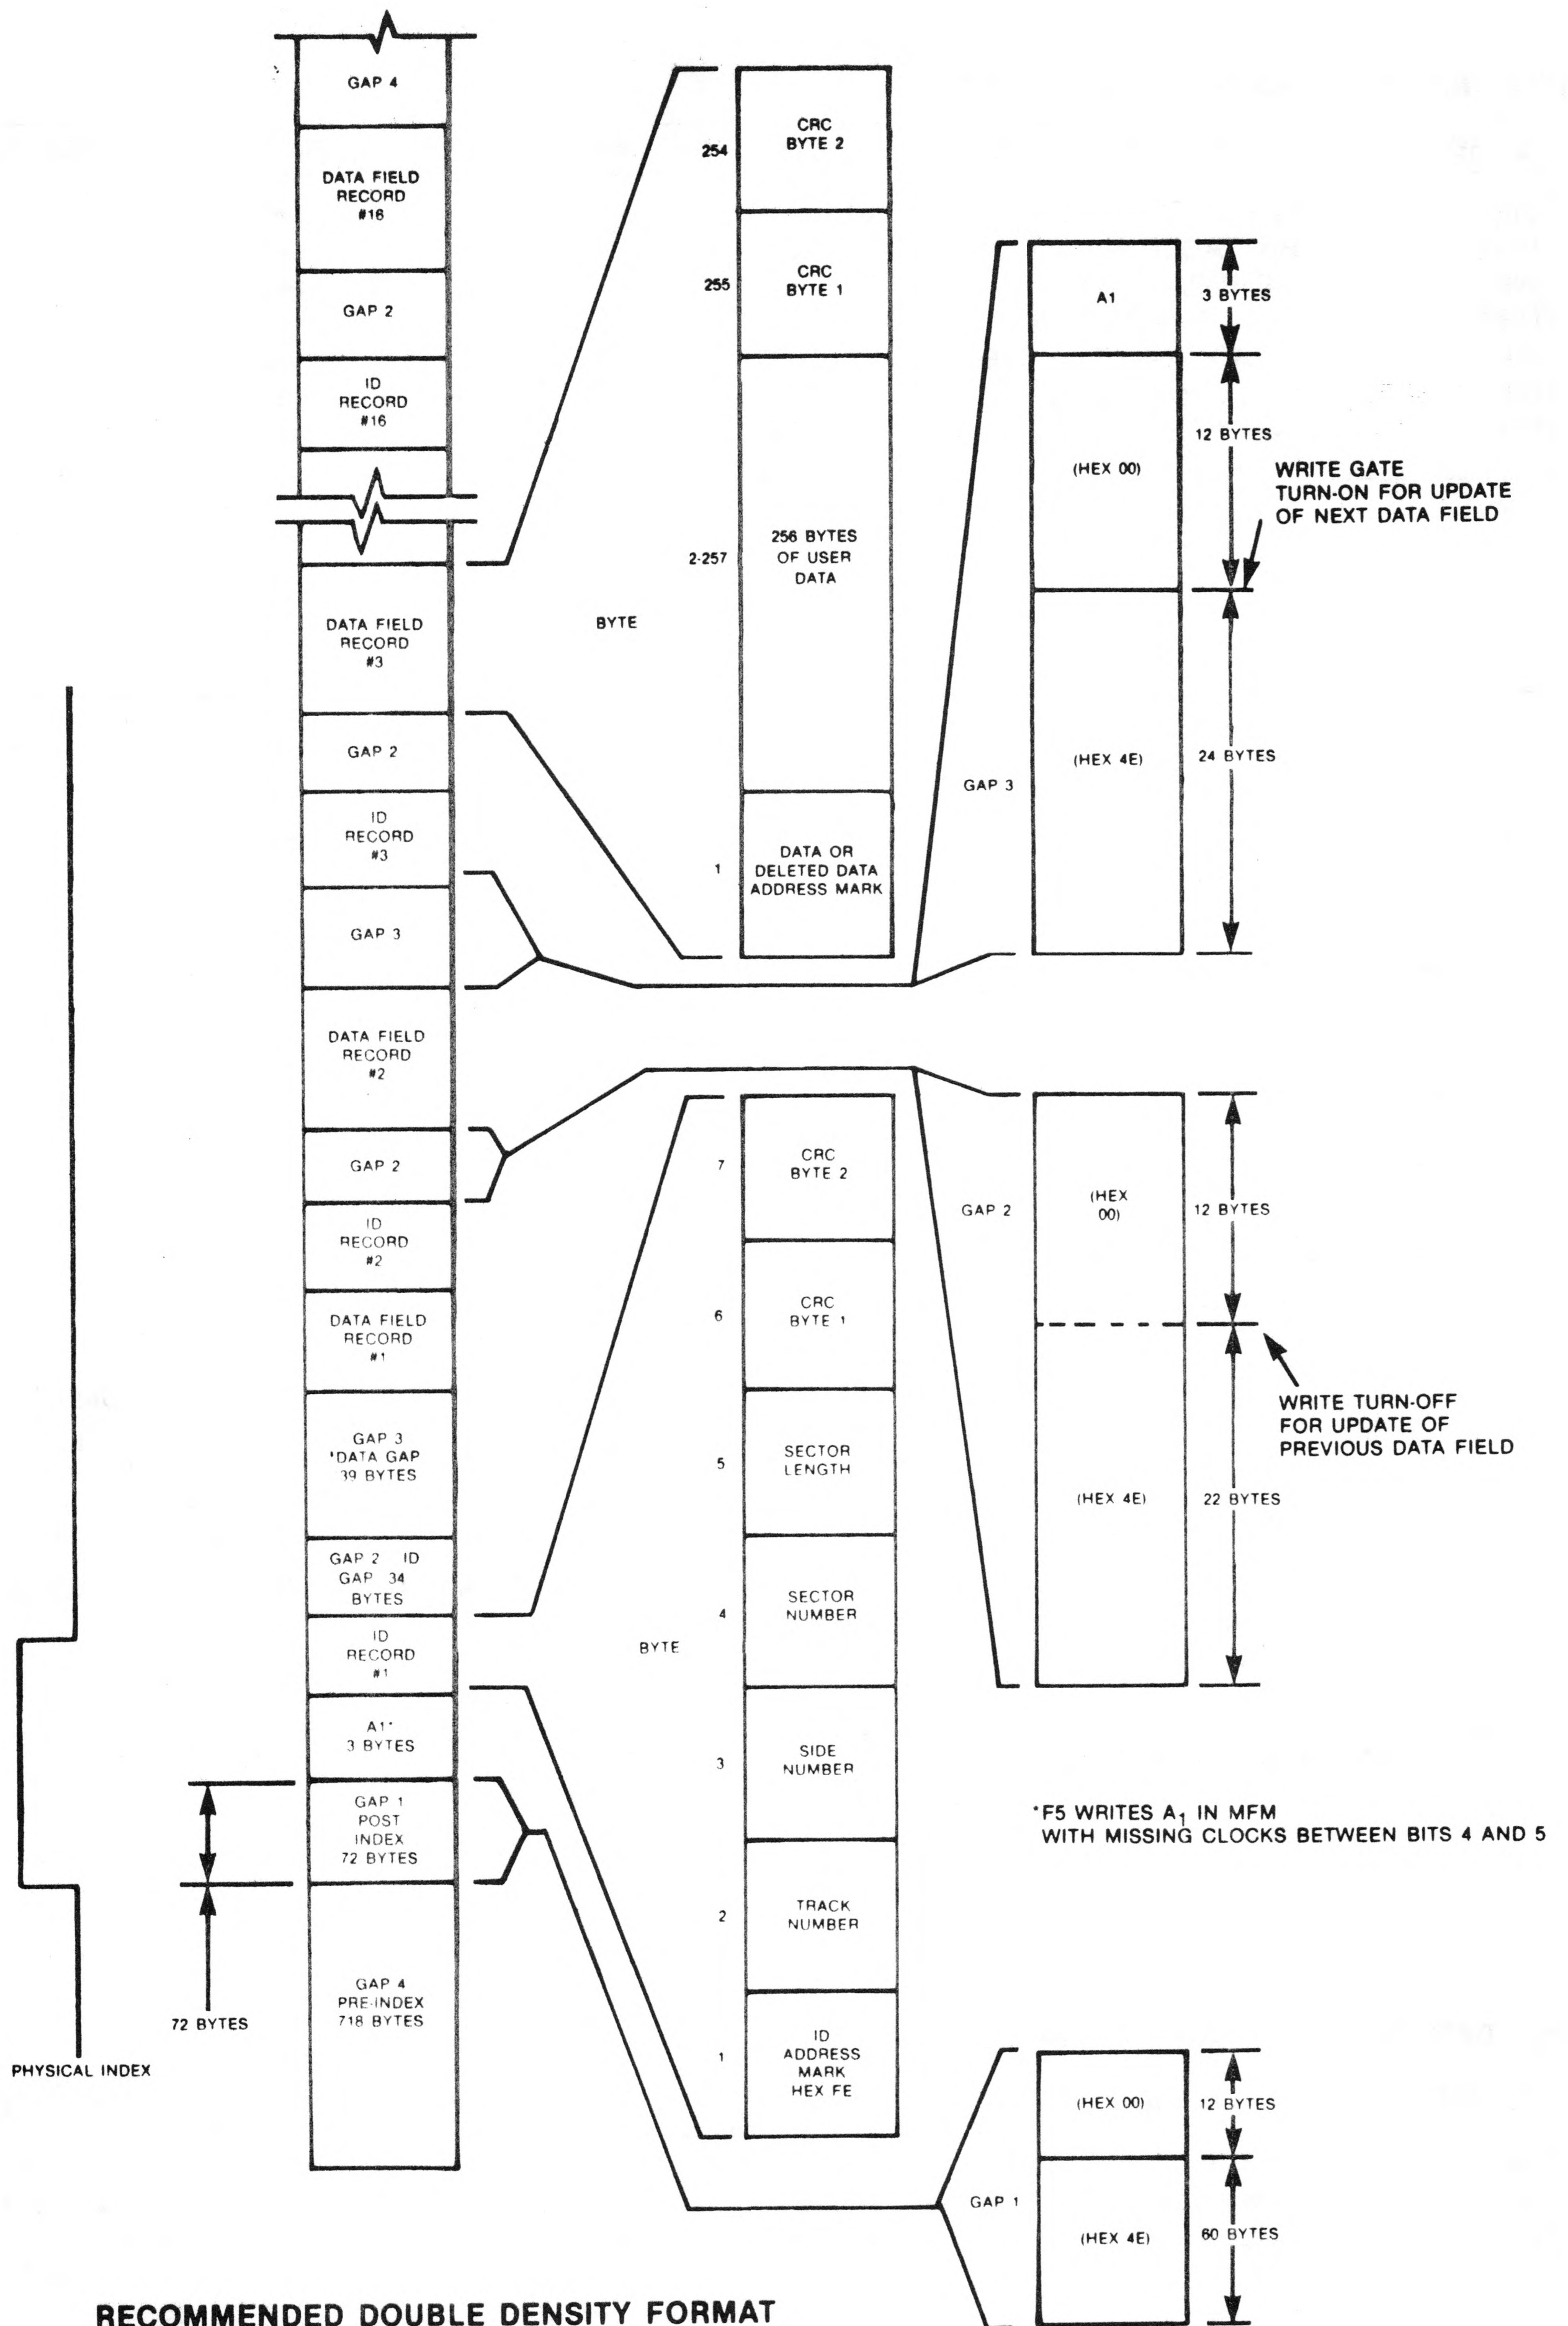 GAP 4
DATA FIELD
RECORD
#16
GAP 2
ID
RECORD
#16
DATA FIELD
RECORD
#3
GAP 2
ID
RECORD
#3
GAP 3
DATA FIELD
RECORD
#2
GAP 2
ID
RECORD
#2
DATA FIELD
RECORD
#1
GAP 3
*DATA GAP
39 BYTES
GAP 2 ID
GAP 34
BYTES
ID
RECORD
#1
A1*
3 BYTES
GAP 1
POST
INDEX
72 BYTES
GAP 4
PRE-INDEX
718 BYTES
72 BYTES
PHYSICAL INDEX
BYTE
254
CRC
BYTE 2
255
CRC
BYTE 1
2-257
256 BYTES
OF USER
DATA
1
DATA OR
DELETED DATA
ADDRESS MARK
GAP 3
A1
3 BYTES
(HEX 00)
12 BYTES
WRITE GATE
TURN-ON FOR UPDATE
OF NEXT DATA FIELD
(HEX 4E)
24 BYTES
BYTE
7
CRC
BYTE 2
6
CRC
BYTE 1
5
SECTOR
LENGTH
4
SECTOR
NUMBER
3
SIDE
NUMBER
2
TRACK
NUMBER
1
ID
ADDRESS
MARK
HEX FE
GAP 2
(HEX
00)
12 BYTES
WRITE TURN-OFF
FOR UPDATE OF
PREVIOUS DATA FIELD
(HEX 4E)
22 BYTES
*F5 WRITES A1 IN MFM
WITH MISSING CLOCKS BETWEEN BITS 4 AND 5
GAP 1
(HEX 00)
12 BYTES
(HEX 4E)
60 BYTES
RECOMMENDED DOUBLE DENSITY FORMAT